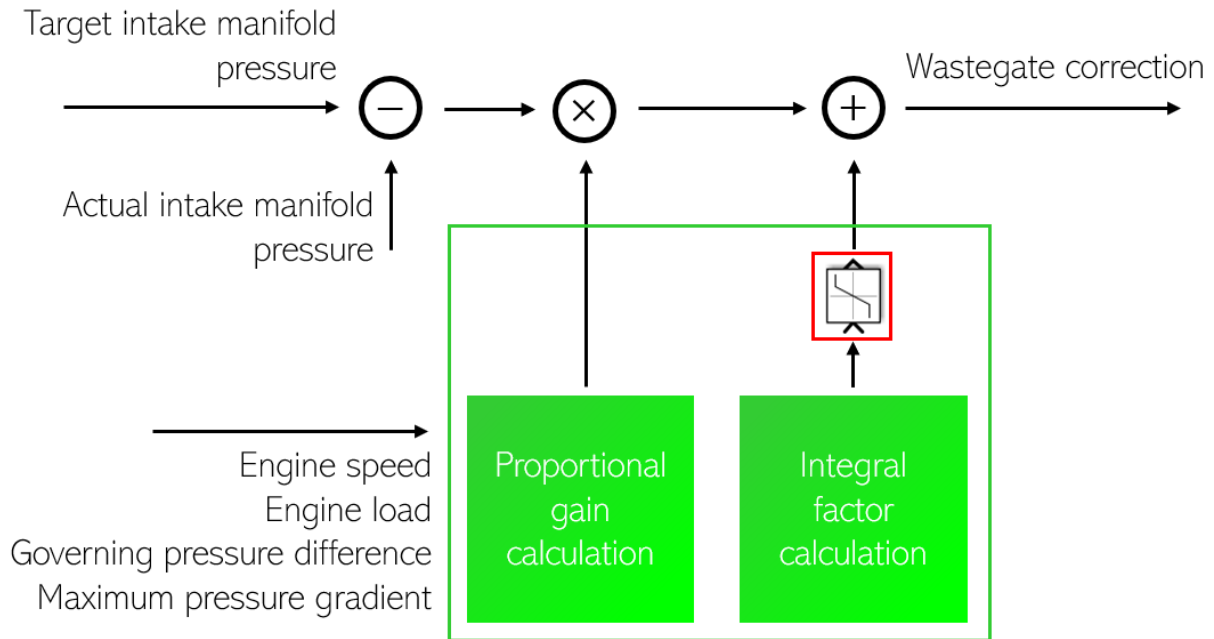 Target intake manifold
pressure
Wastegate correction
−
×
+
Actual intake manifold
pressure
Engine speed
Engine load
Governing pressure difference
Maximum pressure gradient
Proportional
gain
calculation
Integral
factor
calculation